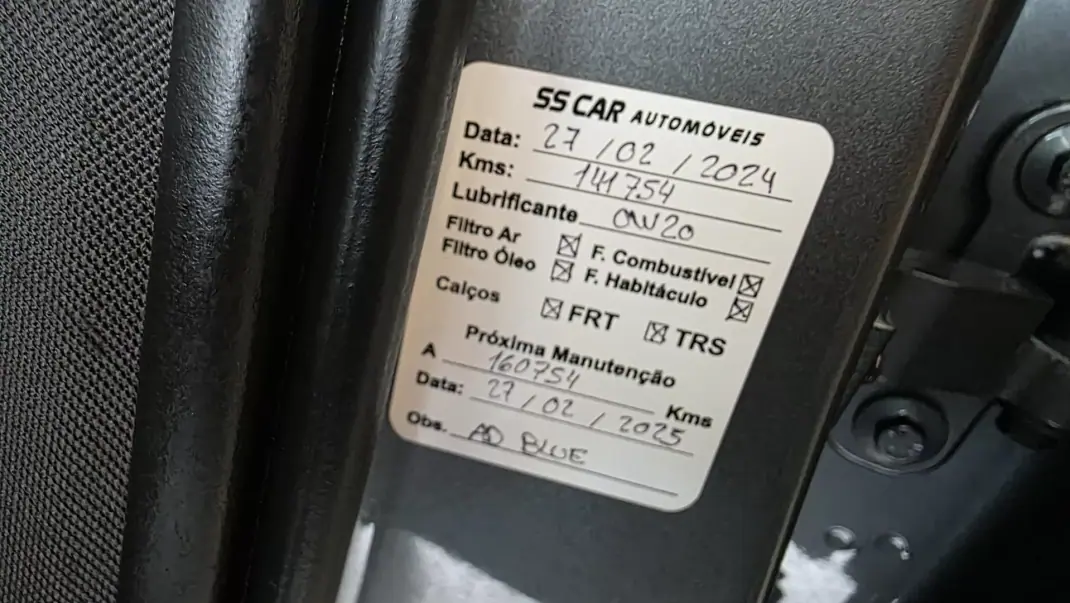 SS CAR AUTOMÓVEIS
Data: 27 / 02 / 2024
Kms: 141754
Lubrificante 0W20
Filtro Ar ☒ F. Combustível ☒
Filtro Óleo ☒ F. Habitáculo ☒
Calços ☒ FRT ☒ TRS
Próxima Manutenção
A 160754 Kms
Data: 27 / 02 / 2025
Obs. AD BLUE